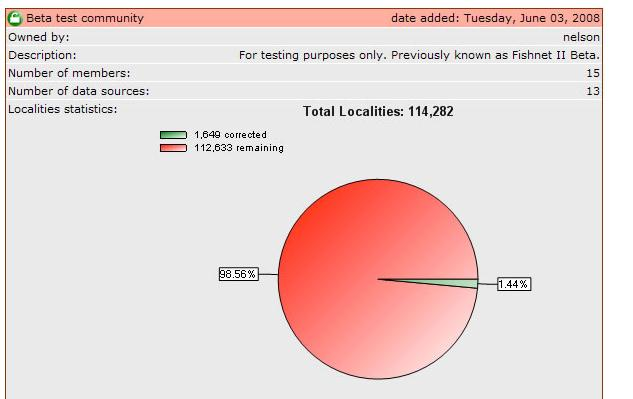 Beta test community date added: Tuesday, June 03, 2008
Owned by: nelson
Description: For testing purposes only. Previously known as Fishnet II Beta.
Number of members: 15
Number of data sources: 13
Localities statistics: Total Localities: 114,282
1,649 corrected
112,633 remaining
98.56%
1.44%